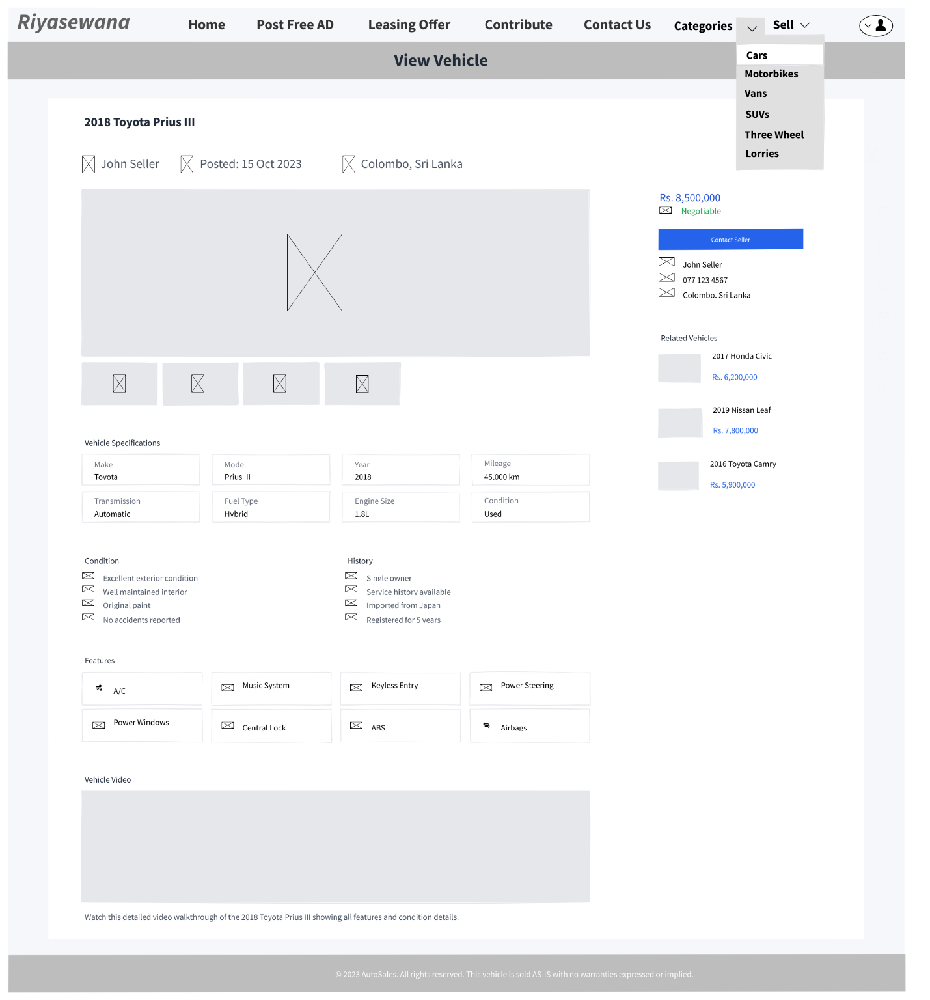 Riyasewana
Home Post Free AD Leasing Offer Contribute Contact Us Categories Sell
View Vehicle
Cars
Motorbikes
Vans
SUVs
Three Wheel
Lorries
2018 Toyota Prius III
John Seller Posted: 15 Oct 2023 Colombo, Sri Lanka
Rs. 8,500,000
Negotiable
Contact Seller
John Seller
077 123 4567
Colombo, Sri Lanka
Related Vehicles
2017 Honda Civic
Rs. 6,200,000
2019 Nissan Leaf
Rs. 7,800,000
2016 Toyota Camry
Rs. 5,900,000
Vehicle Specifications
Make Model Year Mileage
Toyota Prius III 2018 45,000 km
Transmission Fuel Type Engine Size Condition
Automatic Hybrid 1.8L Used
Condition
Excellent exterior condition
Well maintained interior
Original paint
No accidents reported
History
Single owner
Service history available
Imported from Japan
Registered for 5 years
Features
A/C Music System Keyless Entry Power Steering
Power Windows Central Lock ABS Airbags
Vehicle Video
Watch this detailed video walkthrough of the 2018 Toyota Prius III showing all features and condition details.
© 2023 AutoSales. All rights reserved. This vehicle is sold AS-IS with no warranties expressed or implied.